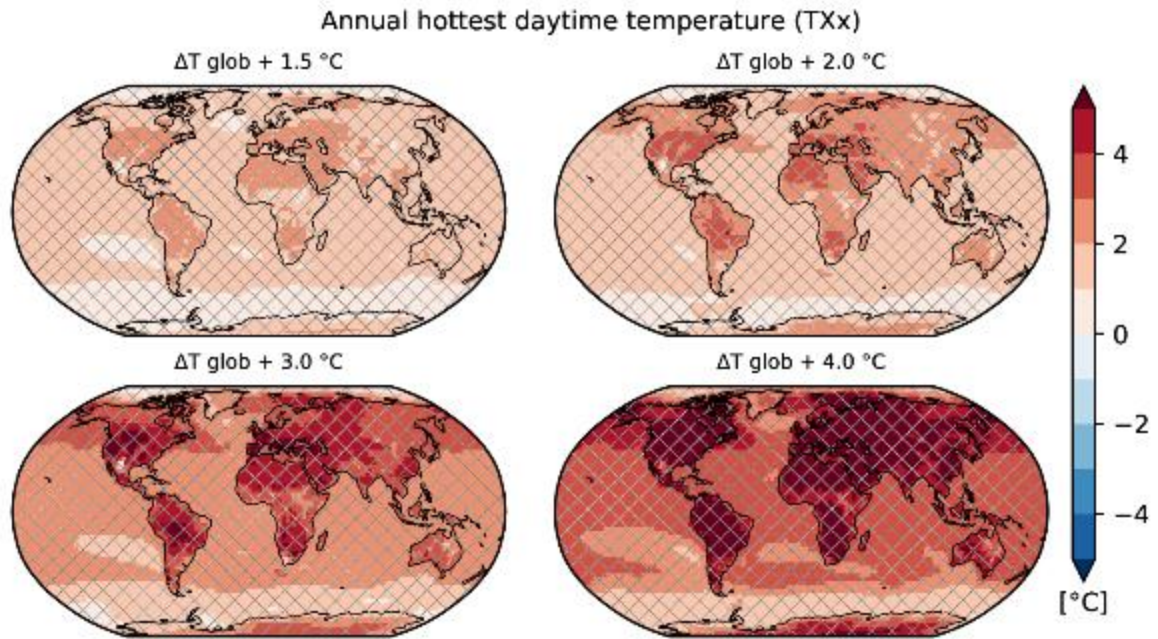 Annual hottest daytime temperature (TXx)
ΔT glob + 1.5 °C
ΔT glob + 2.0 °C
ΔT glob + 3.0 °C
ΔT glob + 4.0 °C
4
2
0
−2
−4
[°C]